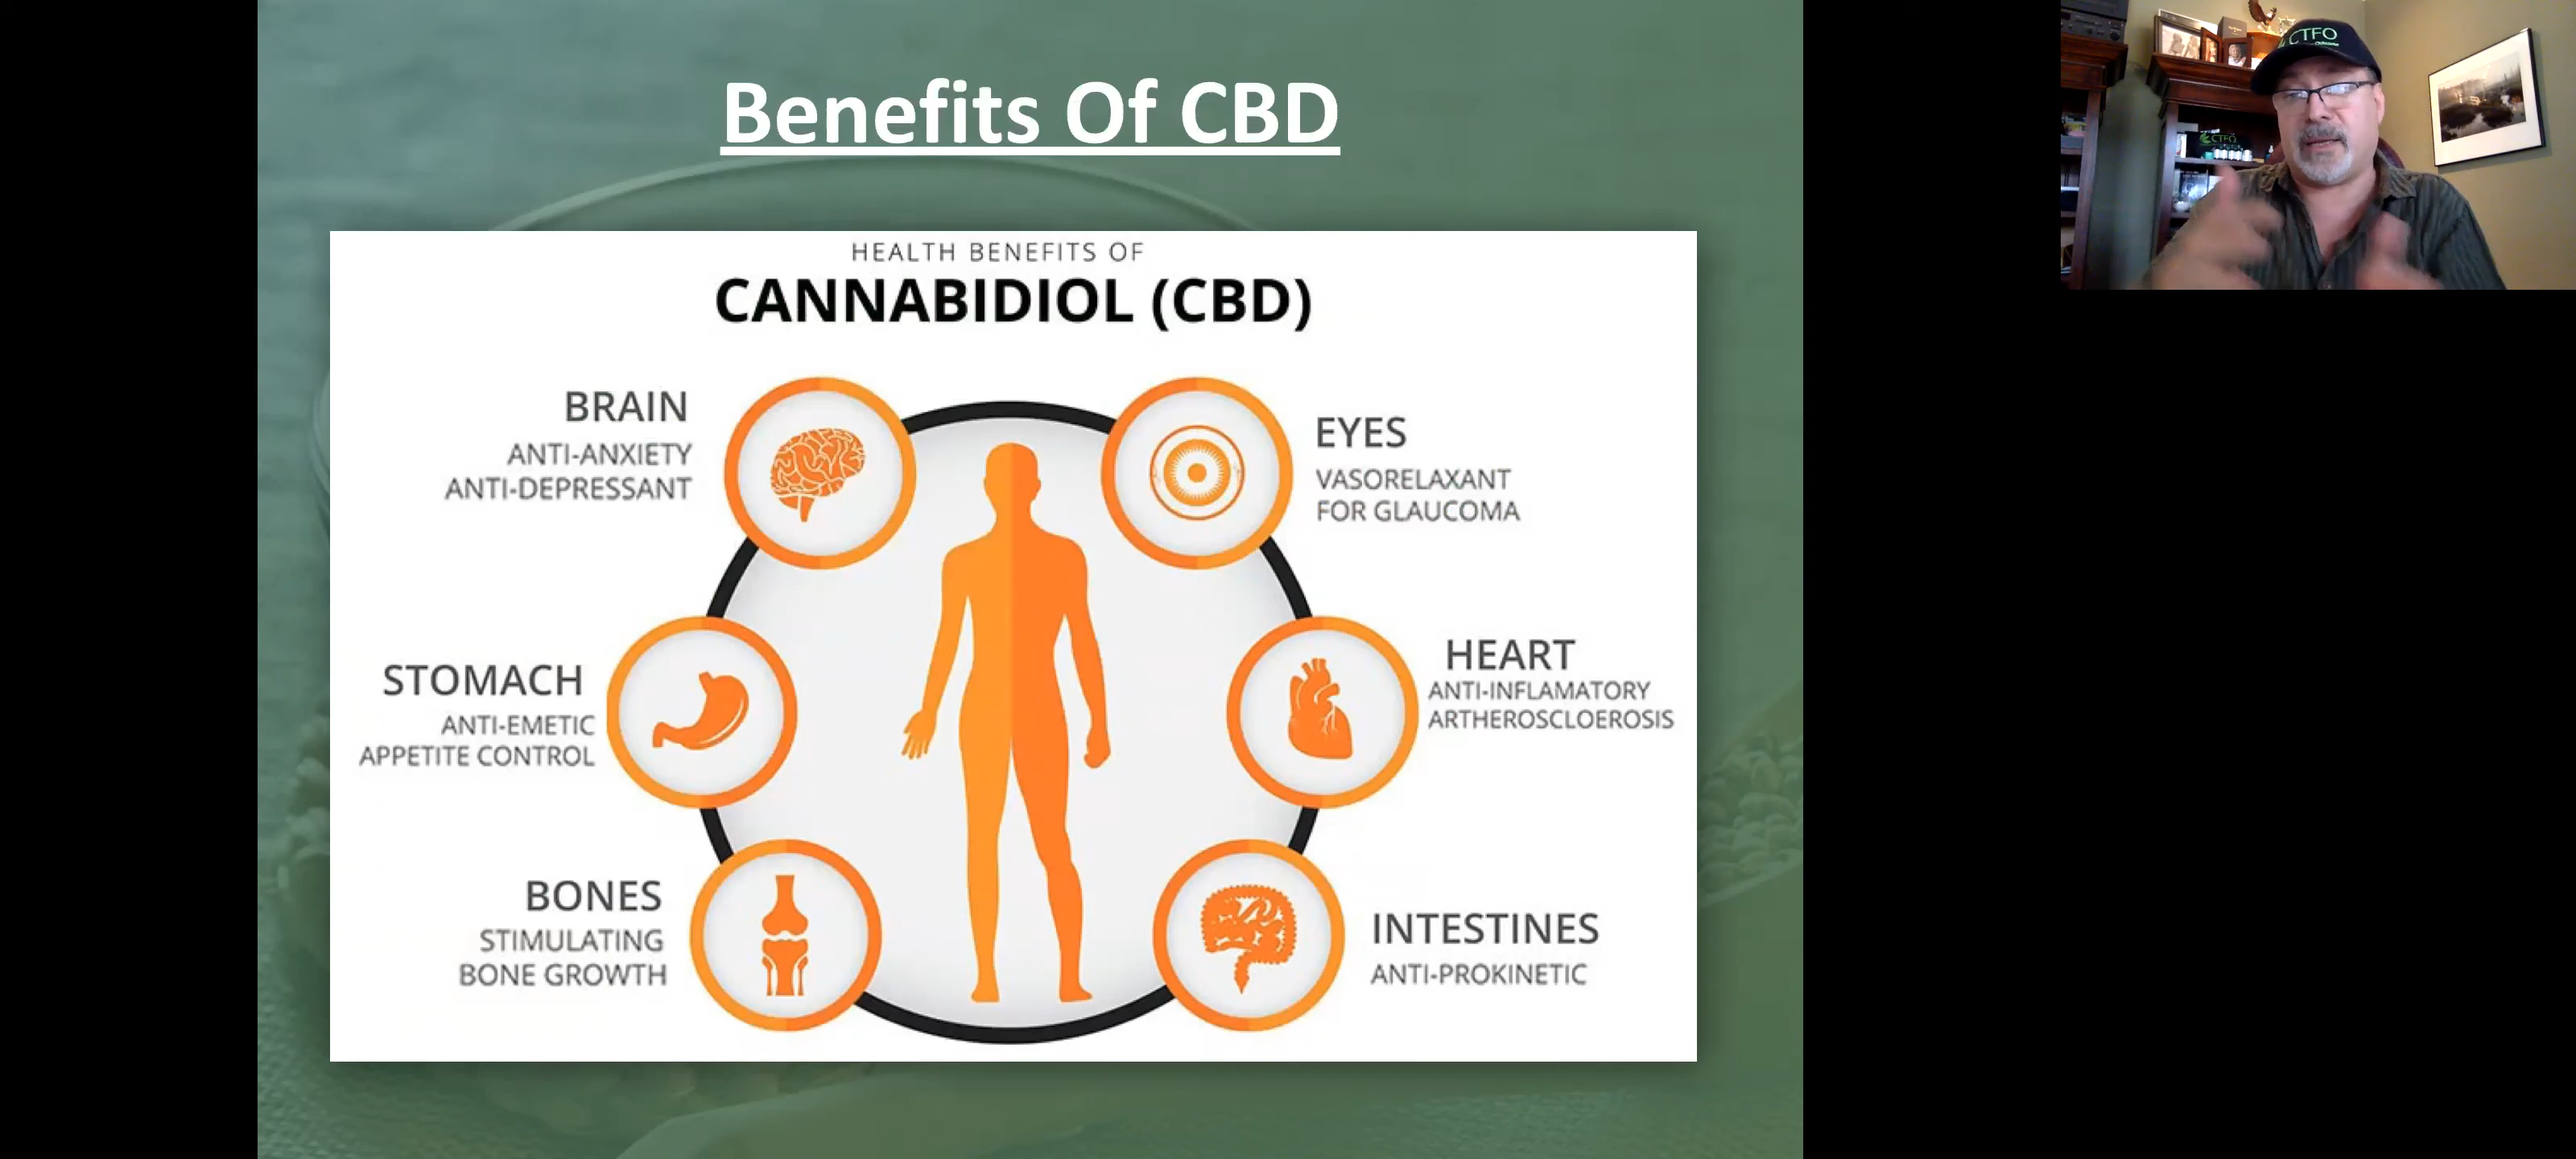 Benefits Of CBD
HEALTH BENEFITS OF
CANNABIDIOL (CBD)
BRAIN
ANTI-ANXIETY
ANTI-DEPRESSANT
EYES
VASORELAXANT
FOR GLAUCOMA
STOMACH
ANTI-EMETIC
APPETITE CONTROL
HEART
ANTI-INFLAMATORY
ARTHEROSCLOEROSIS
BONES
STIMULATING
BONE GROWTH
INTESTINES
ANTI-PROKINETIC
CTFO
CTFO